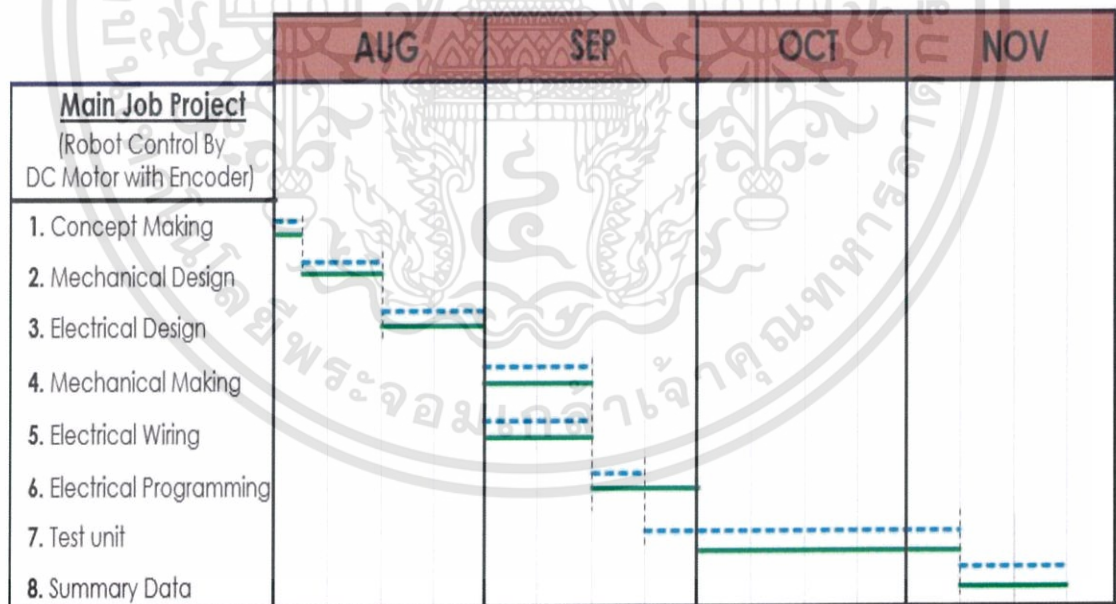 AUG SEP OCT NOV
Main Job Project
(Robot Control By
DC Motor with Encoder)
1. Concept Making
2. Mechanical Design
3. Electrical Design
4. Mechanical Making
5. Electrical Wiring
6. Electrical Programming
7. Test unit
8. Summary Data